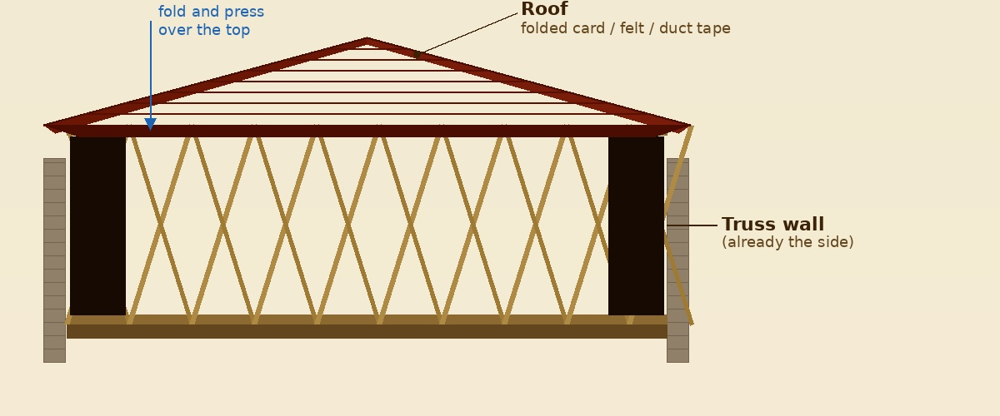 fold and press
over the top
Roof
folded card / felt / duct tape
Truss wall
(already the side)